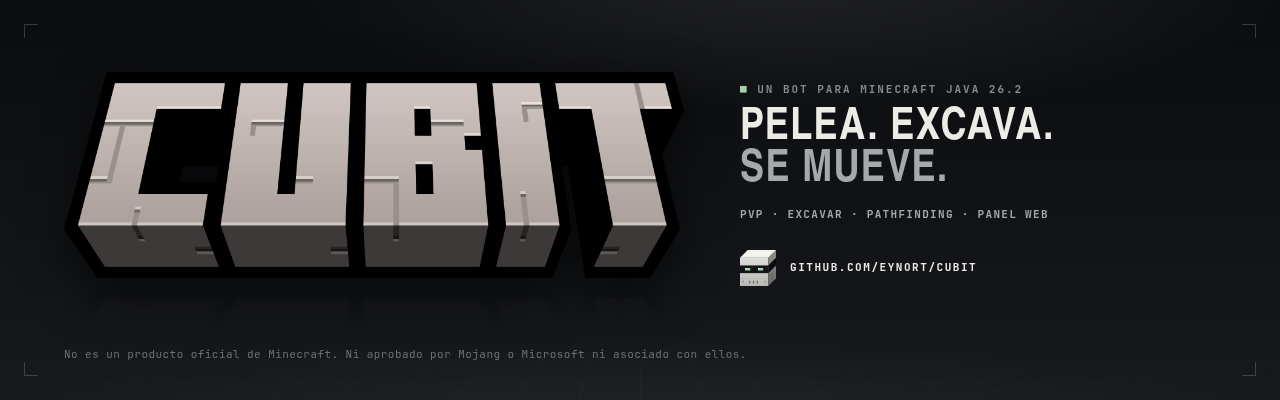 CUBIT
UN BOT PARA MINECRAFT JAVA 26.2
PELEA. EXCAVA.
SE MUEVE.
PVP · EXCAVAR · PATHFINDING · PANEL WEB
GITHUB.COM/EYNORT/CUBIT
No es un producto oficial de Minecraft. Ni aprobado por Mojang o Microsoft ni asociado con ellos.